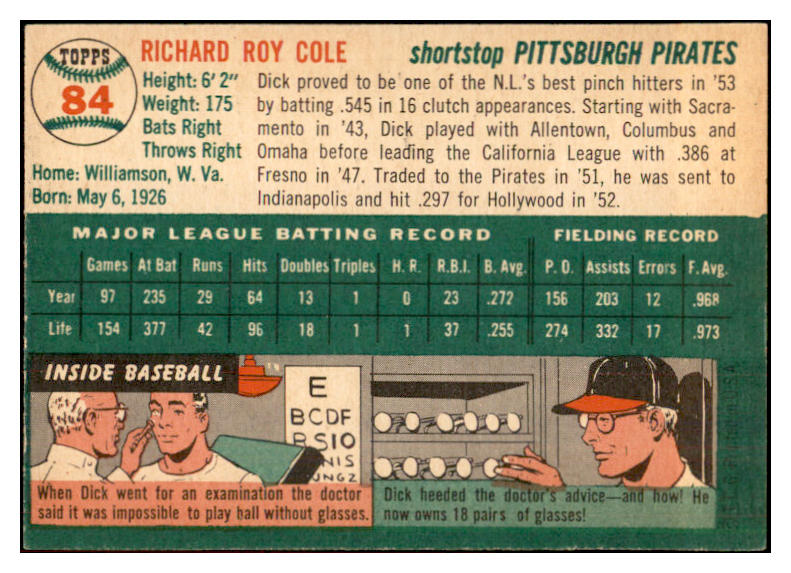 TOPPS
84
RICHARD ROY COLE
shortstop PITTSBURGH PIRATES
Height: 6' 2"
Weight: 175
Bats Right
Throws Right
Home: Williamson, W. Va.
Born: May 6, 1926
Dick proved to be one of the N.L.'s best pinch hitters in '53
by batting .545 in 16 clutch appearances. Starting with Sacra-
mento in '43, Dick played with Allentown, Columbus and
Omaha before leading the California League with .386 at
Fresno in '47. Traded to the Pirates in '51, he was sent to
Indianapolis and hit .297 for Hollywood in '52.
MAJOR LEAGUE BATTING RECORD FIELDING RECORD
Games At Bat Runs Hits Doubles Triples H. R. R.B.I. B. Avg. P. O. Assists Errors F. Avg.
Year 97 235 29 64 13 1 0 23 .272 156 203 12 .968
Life 154 377 42 96 18 1 1 37 .255 274 332 17 .973
INSIDE BASEBALL
E
BCDF
RSIO
NIS
UNGZ
When Dick went for an examination the doctor
said it was impossible to play ball without glasses.
Dick heeded the doctor's advice—and how! He
now owns 18 pairs of glasses!